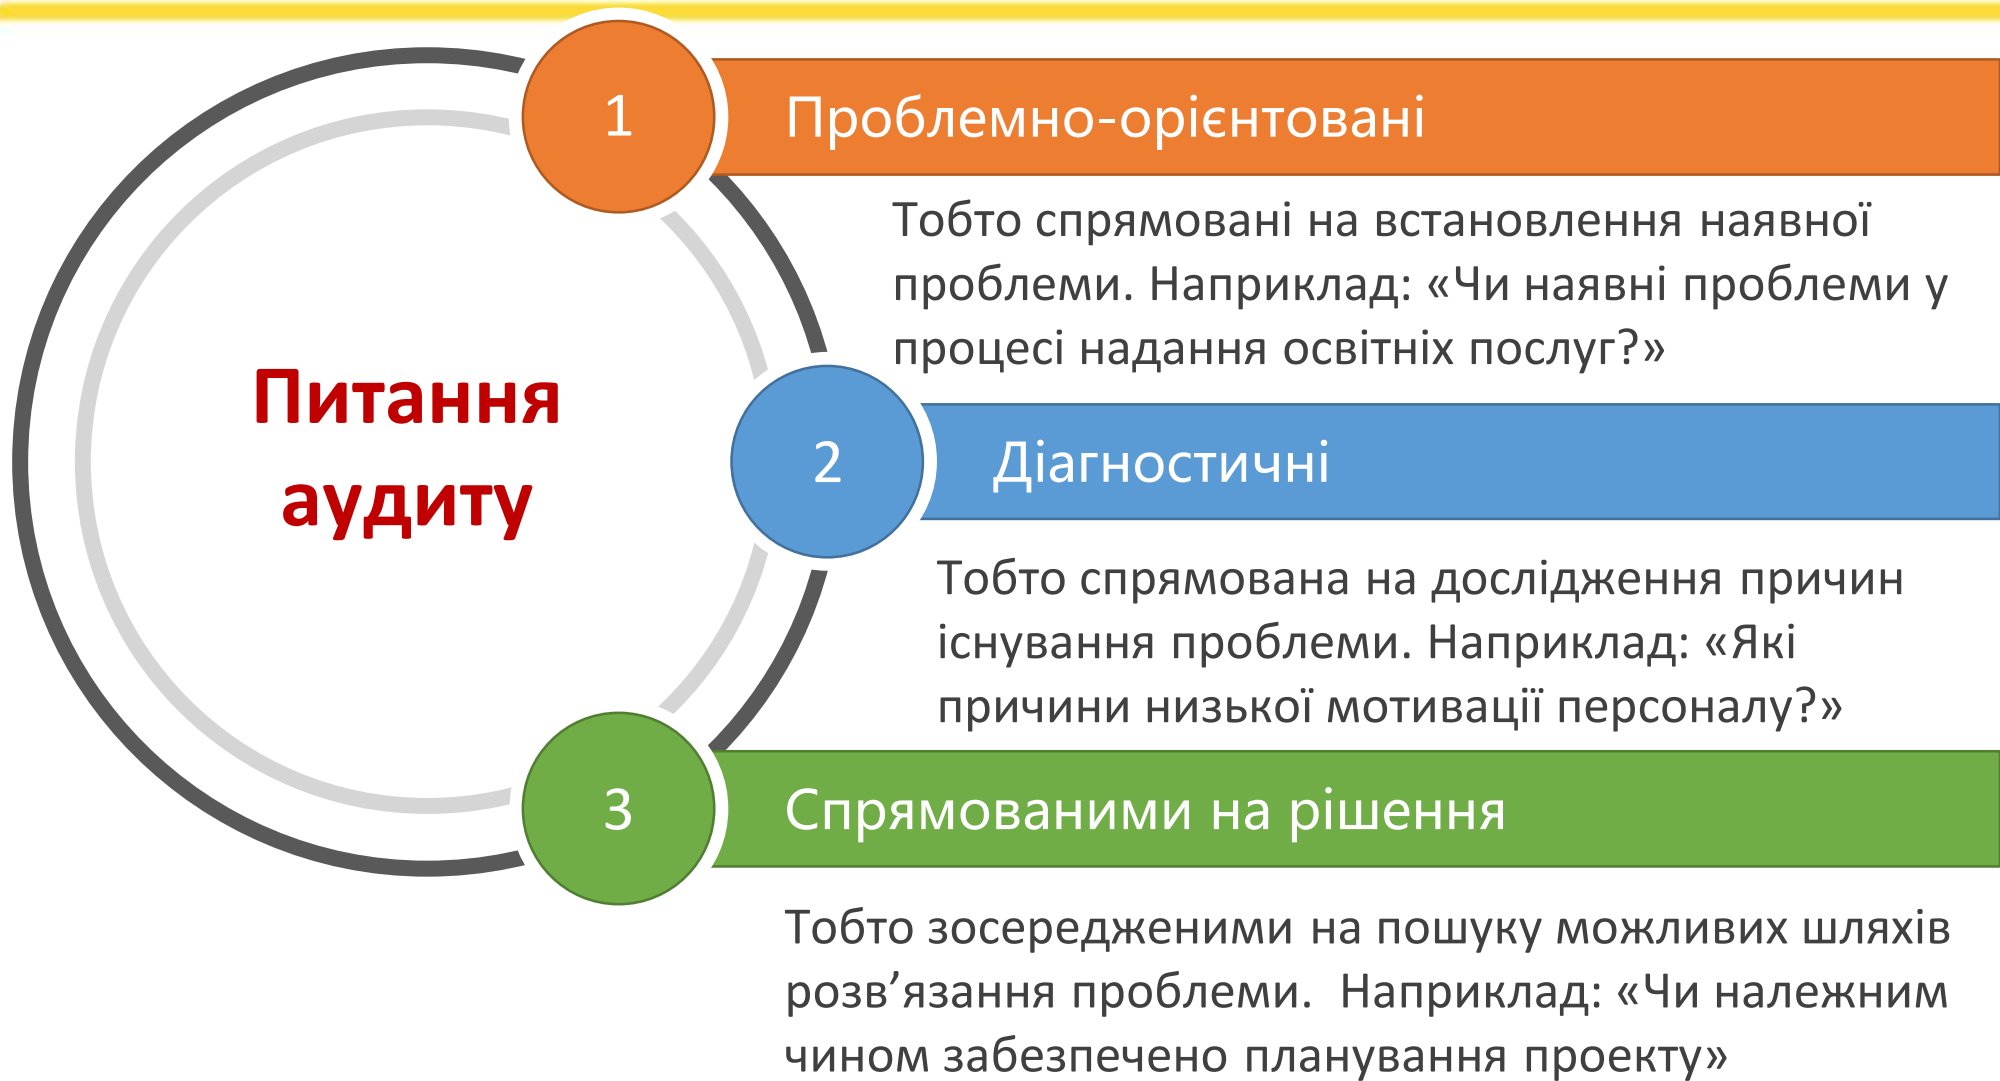 Питання
аудиту
1
Проблемно-орієнтовані
Тобто спрямовані на встановлення наявної
проблеми. Наприклад: «Чи наявні проблеми у
процесі надання освітніх послуг?»
2
Діагностичні
Тобто спрямована на дослідження причин
існування проблеми. Наприклад: «Які
причини низької мотивації персоналу?»
3
Спрямованими на рішення
Тобто зосередженими на пошуку можливих шляхів
розв’язання проблеми.  Наприклад: «Чи належним
чином забезпечено планування проекту»